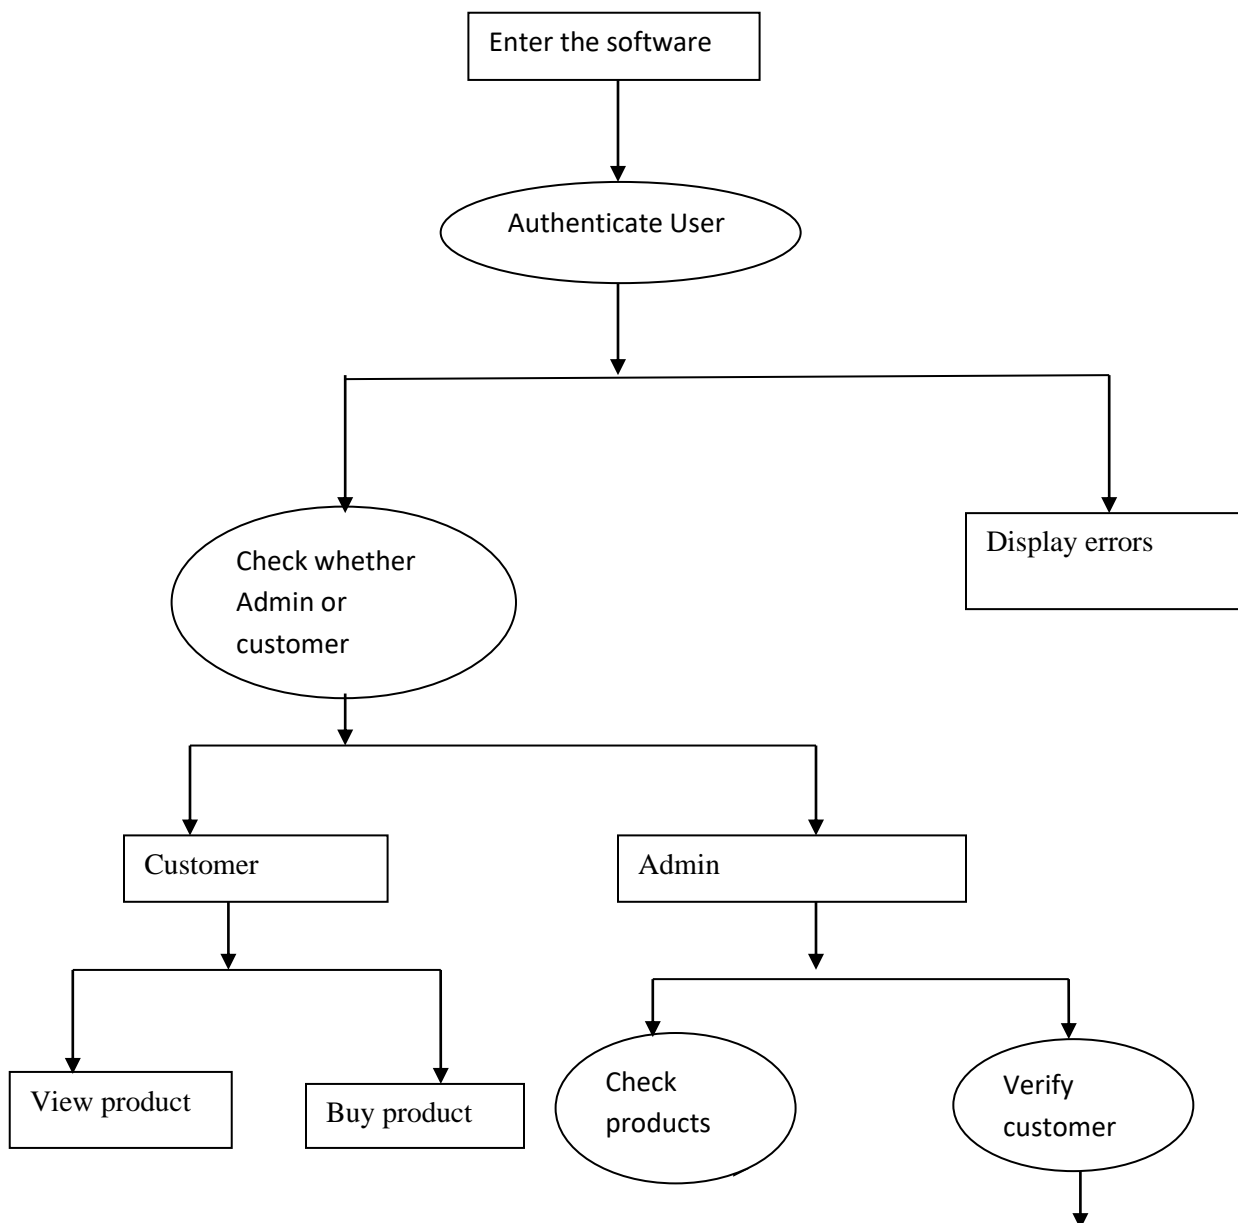 Enter the software
Authenticate User
Check whether
Admin or
customer
Display errors
Customer
Admin
View product
Buy product
Check
products
Verify
customer